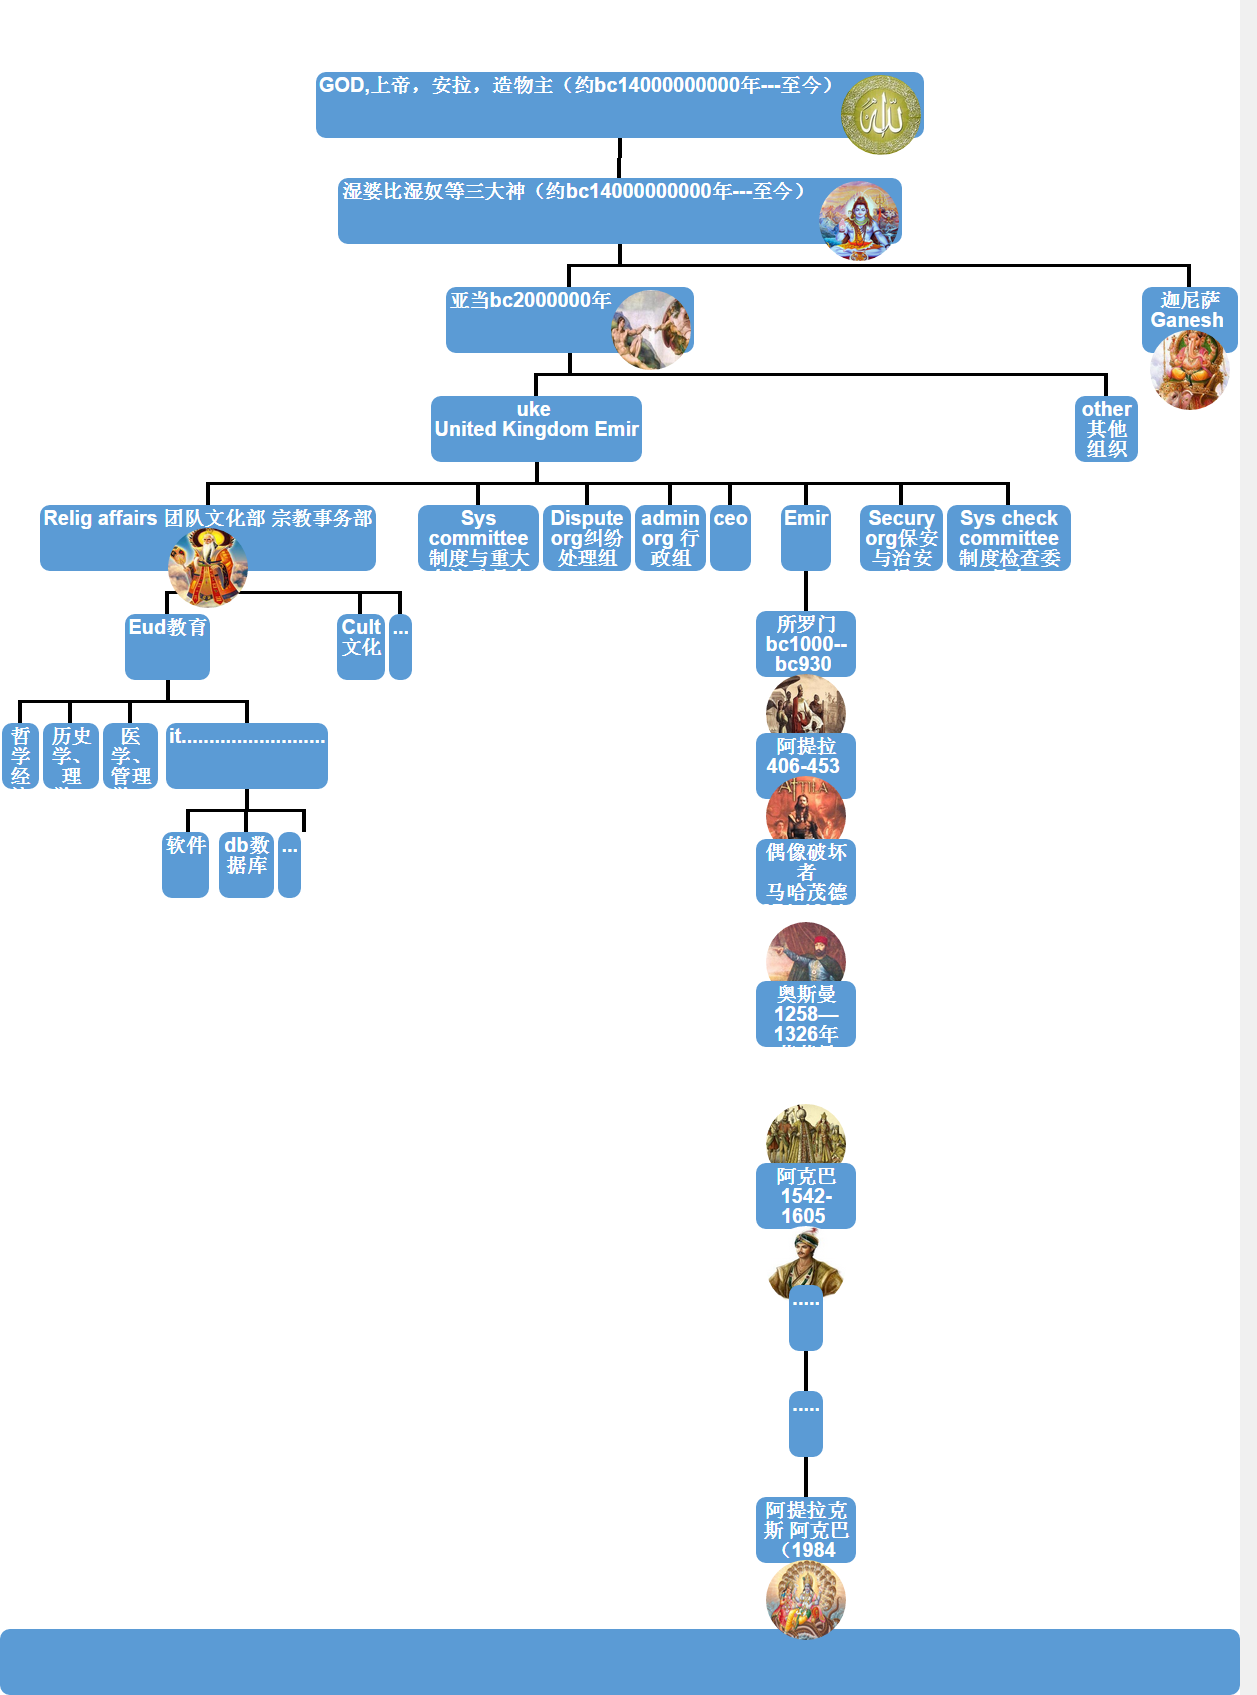 GOD,上帝，安拉，造物主（约bc14000000000年---至今）
湿婆比湿奴等三大神（约bc14000000000年---至今）
亚当bc2000000年
迦尼萨
Ganesh
uke
United Kingdom Emir
other
其他
组织
Relig affairs 团队文化部 宗教事务部
Sys
committee
制度与重大
Dispute
org纠纷
处理组
admin
org 行
政组
ceo
Emir
Secury
org保安
与治安
Sys check
committee
制度检查委
Eud教育
Cult
文化
...
所罗门
bc1000--
bc930
哲
学
经
历史
学、
理
医
学、
管理
it..........................
阿提拉
406-453
ATTILA
软件
db数
据库
...
偶像破坏
者
马哈茂德
奥斯曼
1258—
1326年
阿克巴
1542-
1605
.....
.....
阿提拉克
斯 阿克巴
（1984